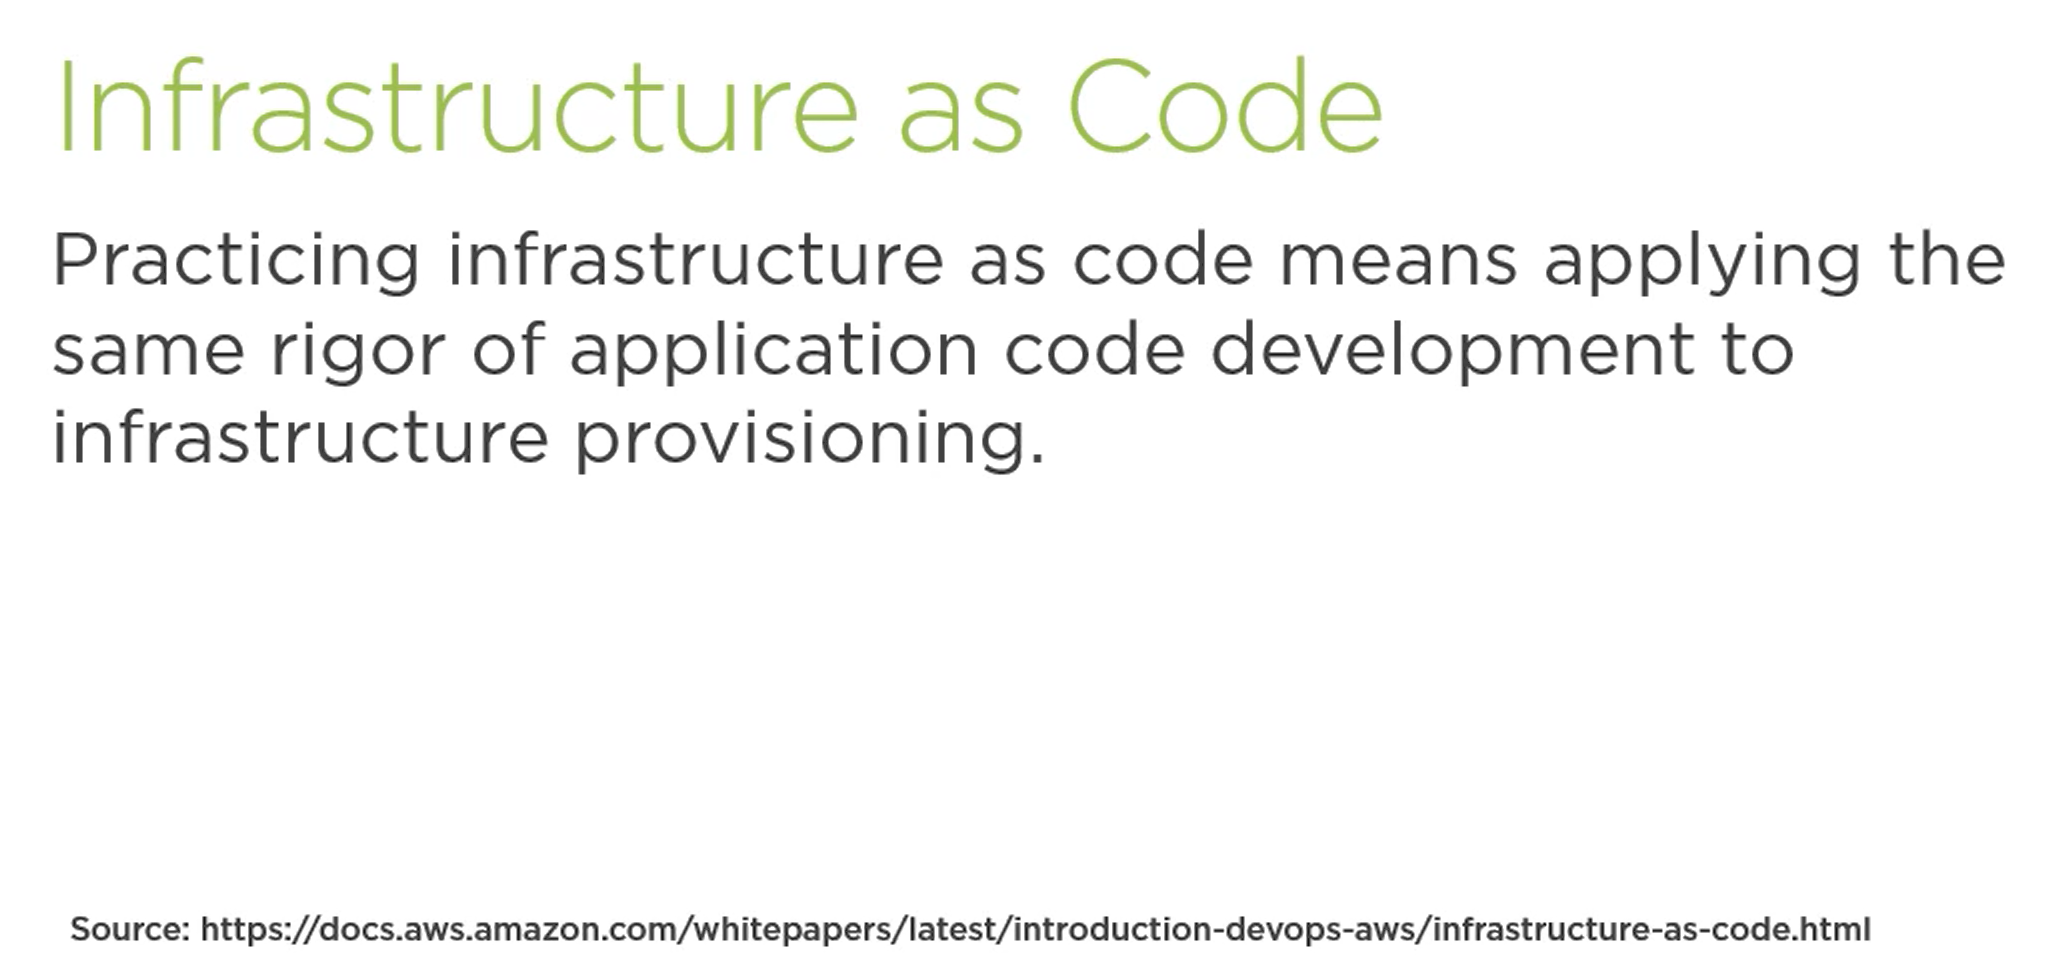 Infrastructure as Code
Practicing infrastructure as code means applying the
same rigor of application code development to
infrastructure provisioning.
Source: https://docs.aws.amazon.com/whitepapers/latest/introduction-devops-aws/infrastructure-as-code.html